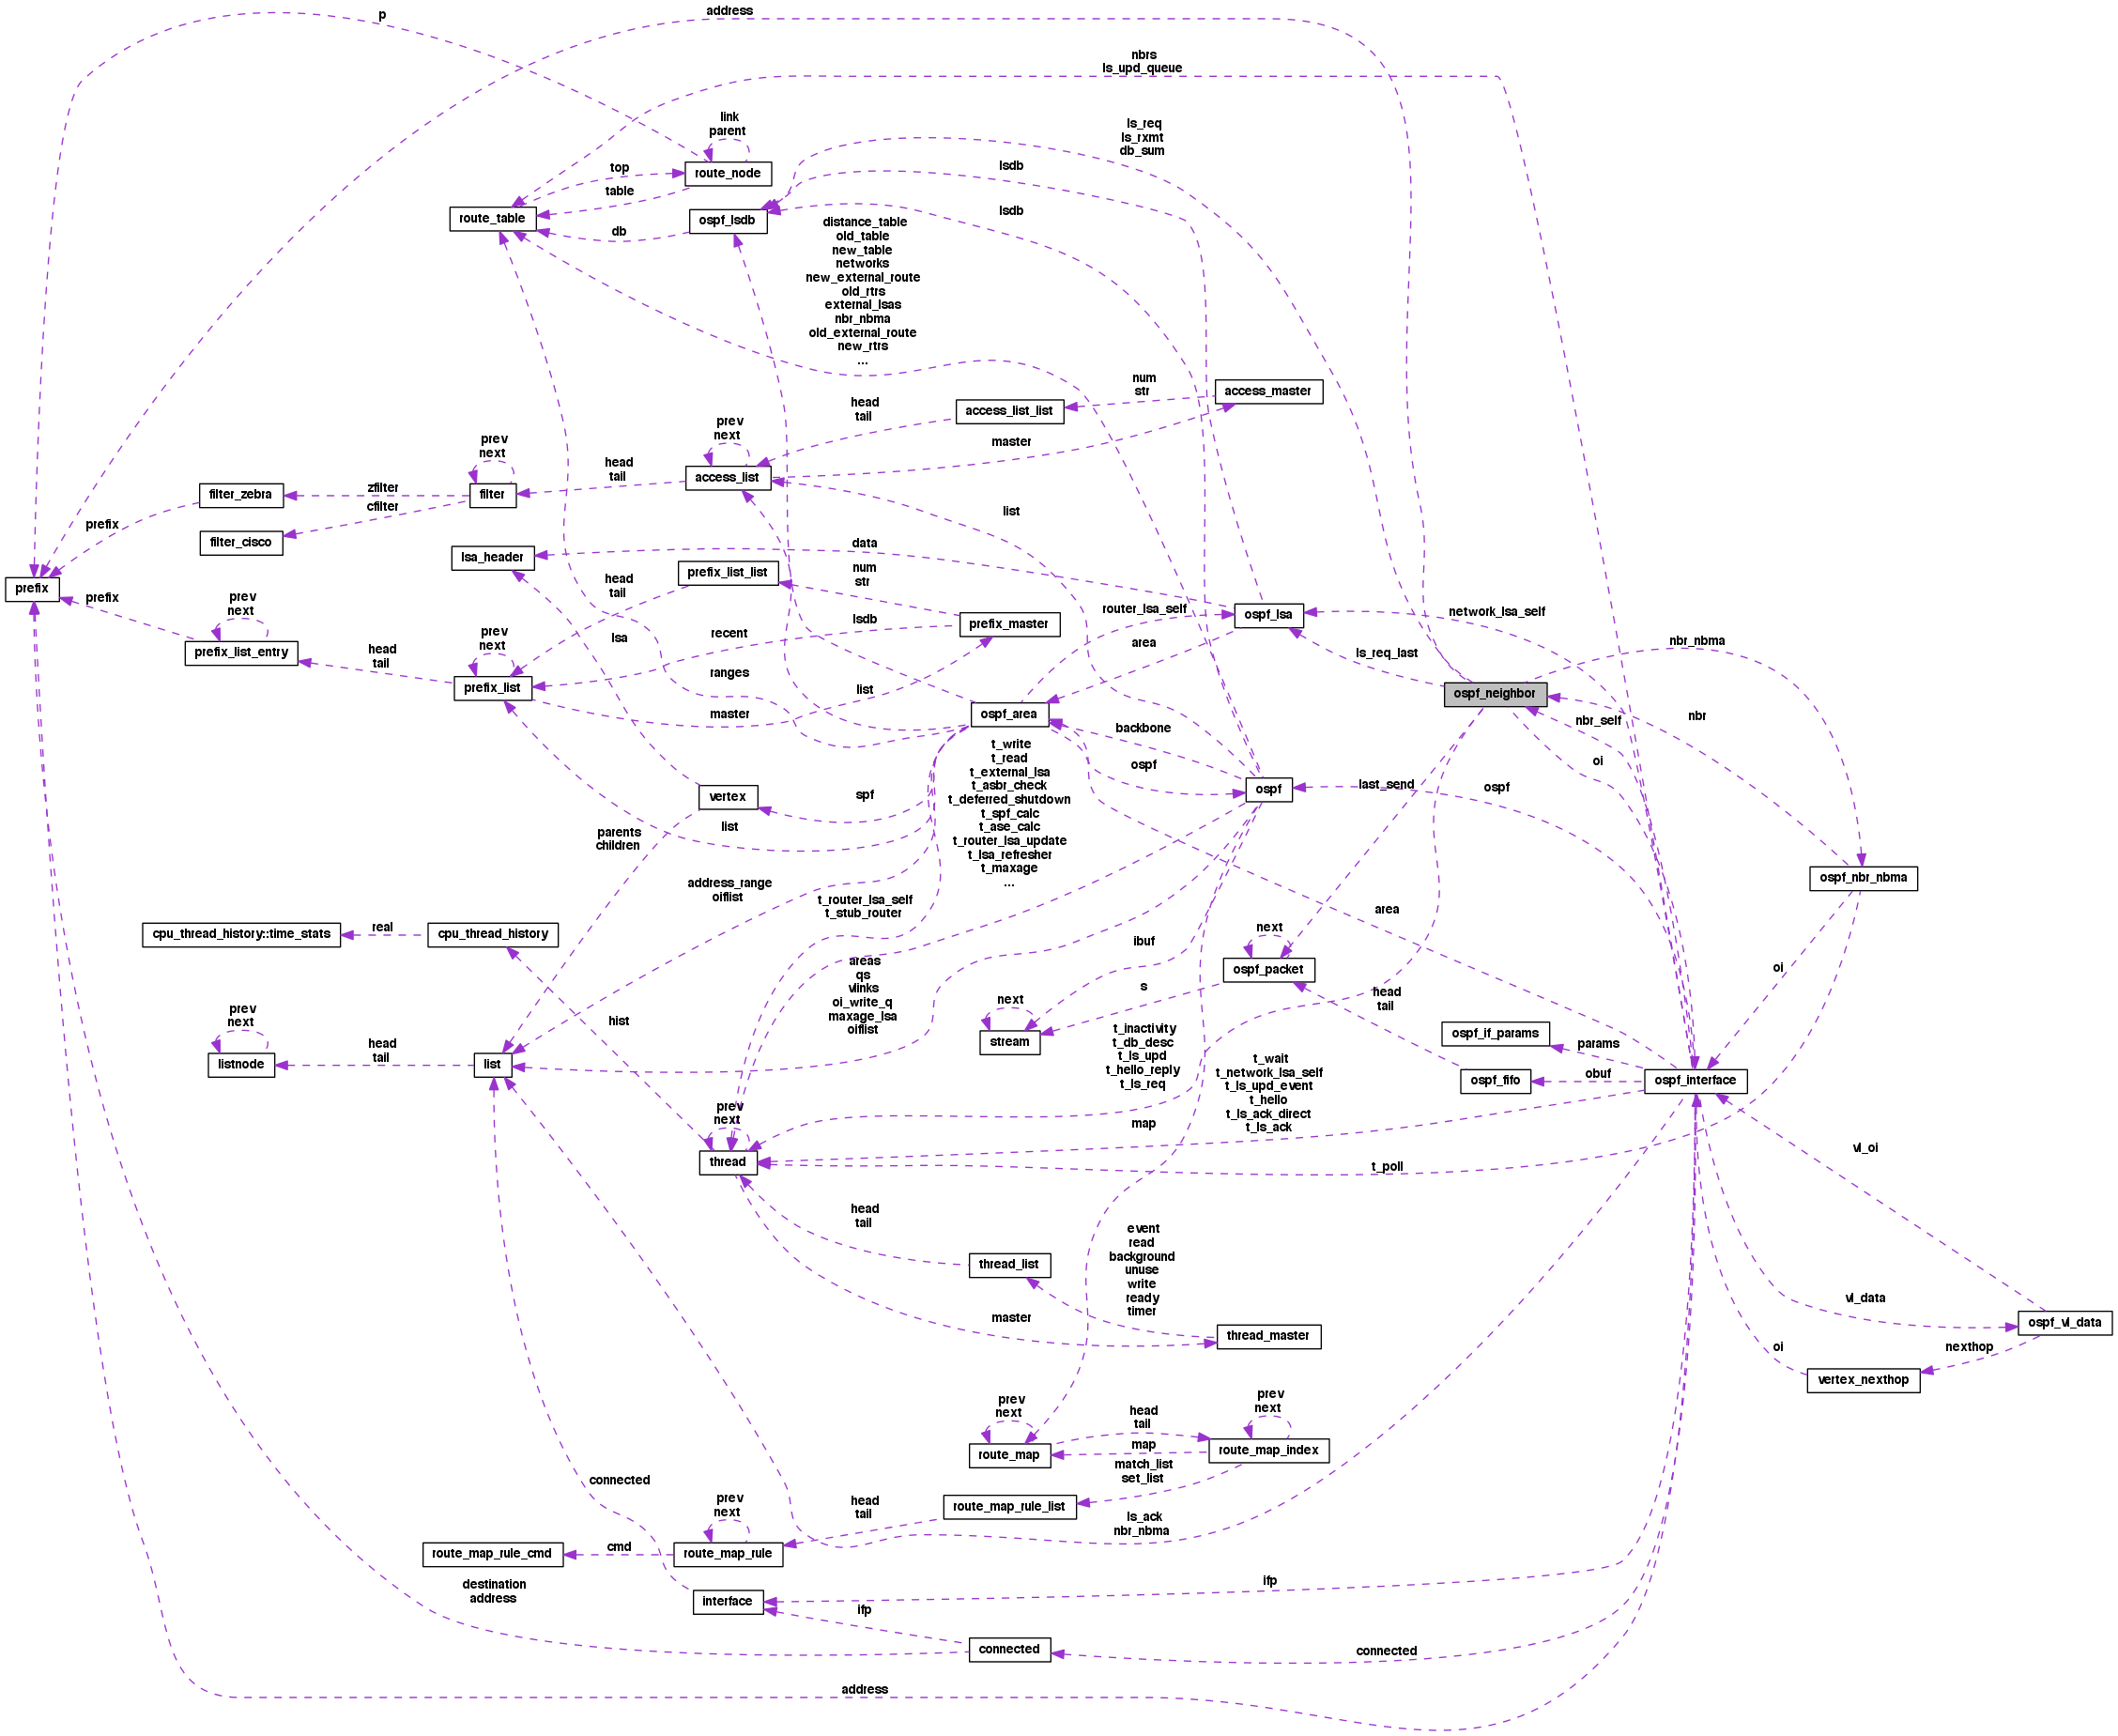 p
address
nbrs
ls_upd_queue
link
parent
ls_req
ls_rxmt
db_sum
route_node
top
table
lsdb
route_table
ospf_lsdb
lsdb
db
distance_table
old_table
new_table
networks
new_external_route
old_rtrs
external_lsas
nbr_nbma
old_external_route
new_rtrs
...
num
str
access_master
head
tail
access_list_list
prev
next
master
prev
next
head
tail
access_list
filter_zebra
zfilter
filter
cfilter
list
prefix
filter_cisco
data
lsa_header
prefix_list_list
num
str
head
tail
prefix
prefix
prev
next
router_lsa_self
ospf_lsa
network_lsa_self
lsdb
prefix_master
recent
lsa
prev
next
area
nbr_nbma
prefix_list_entry
head
tail
ls_req_last
ranges
prefix_list
list
ospf_neighbor
master
ospf_area
nbr
nbr_self
backbone
t_write
t_read
t_external_lsa
t_asbr_check
t_deferred_shutdown
t_spf_calc
t_ase_calc
t_router_lsa_update
t_lsa_refresher
t_maxage
...
ospf
oi
vertex
spf
ospf
last_send
ospf
list
parents
children
ospf_nbr_nbma
address_range
oiflist
t_router_lsa_self
t_stub_router
area
cpu_thread_history::time_stats
real
cpu_thread_history
next
ibuf
areas
qs
vlinks
oi_write_q
maxage_lsa
oiflist
ospf_packet
oi
s
head
tail
next
prev
next
hist
stream
t_inactivity
t_db_desc
t_ls_upd
t_hello_reply
t_ls_req
ospf_if_params
params
head
tail
listnode
list
t_wait
t_network_lsa_self
t_ls_upd_event
t_hello
t_ls_ack_direct
t_ls_ack
ospf_fifo
obuf
ospf_interface
prev
next
map
thread
t_poll
vl_oi
head
tail
event
read
background
unuse
write
ready
timer
thread_list
vl_data
master
thread_master
ospf_vl_data
oi
nexthop
vertex_nexthop
prev
next
head
tail
prev
next
route_map
map
route_map_index
match_list
set_list
connected
prev
next
head
tail
route_map_rule_list
ls_ack
nbr_nbma
route_map_rule_cmd
cmd
route_map_rule
destination
address
ifp
interface
ifp
connected
connected
address